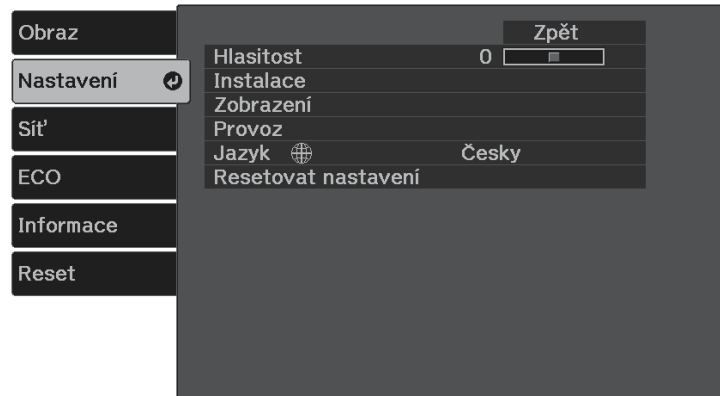 Obraz
Nastavení
Síť
ECO
Informace
Reset
Zpět
Hlasitost 0
Instalace
Zobrazení
Provoz
Jazyk Česky
Resetovat nastavení